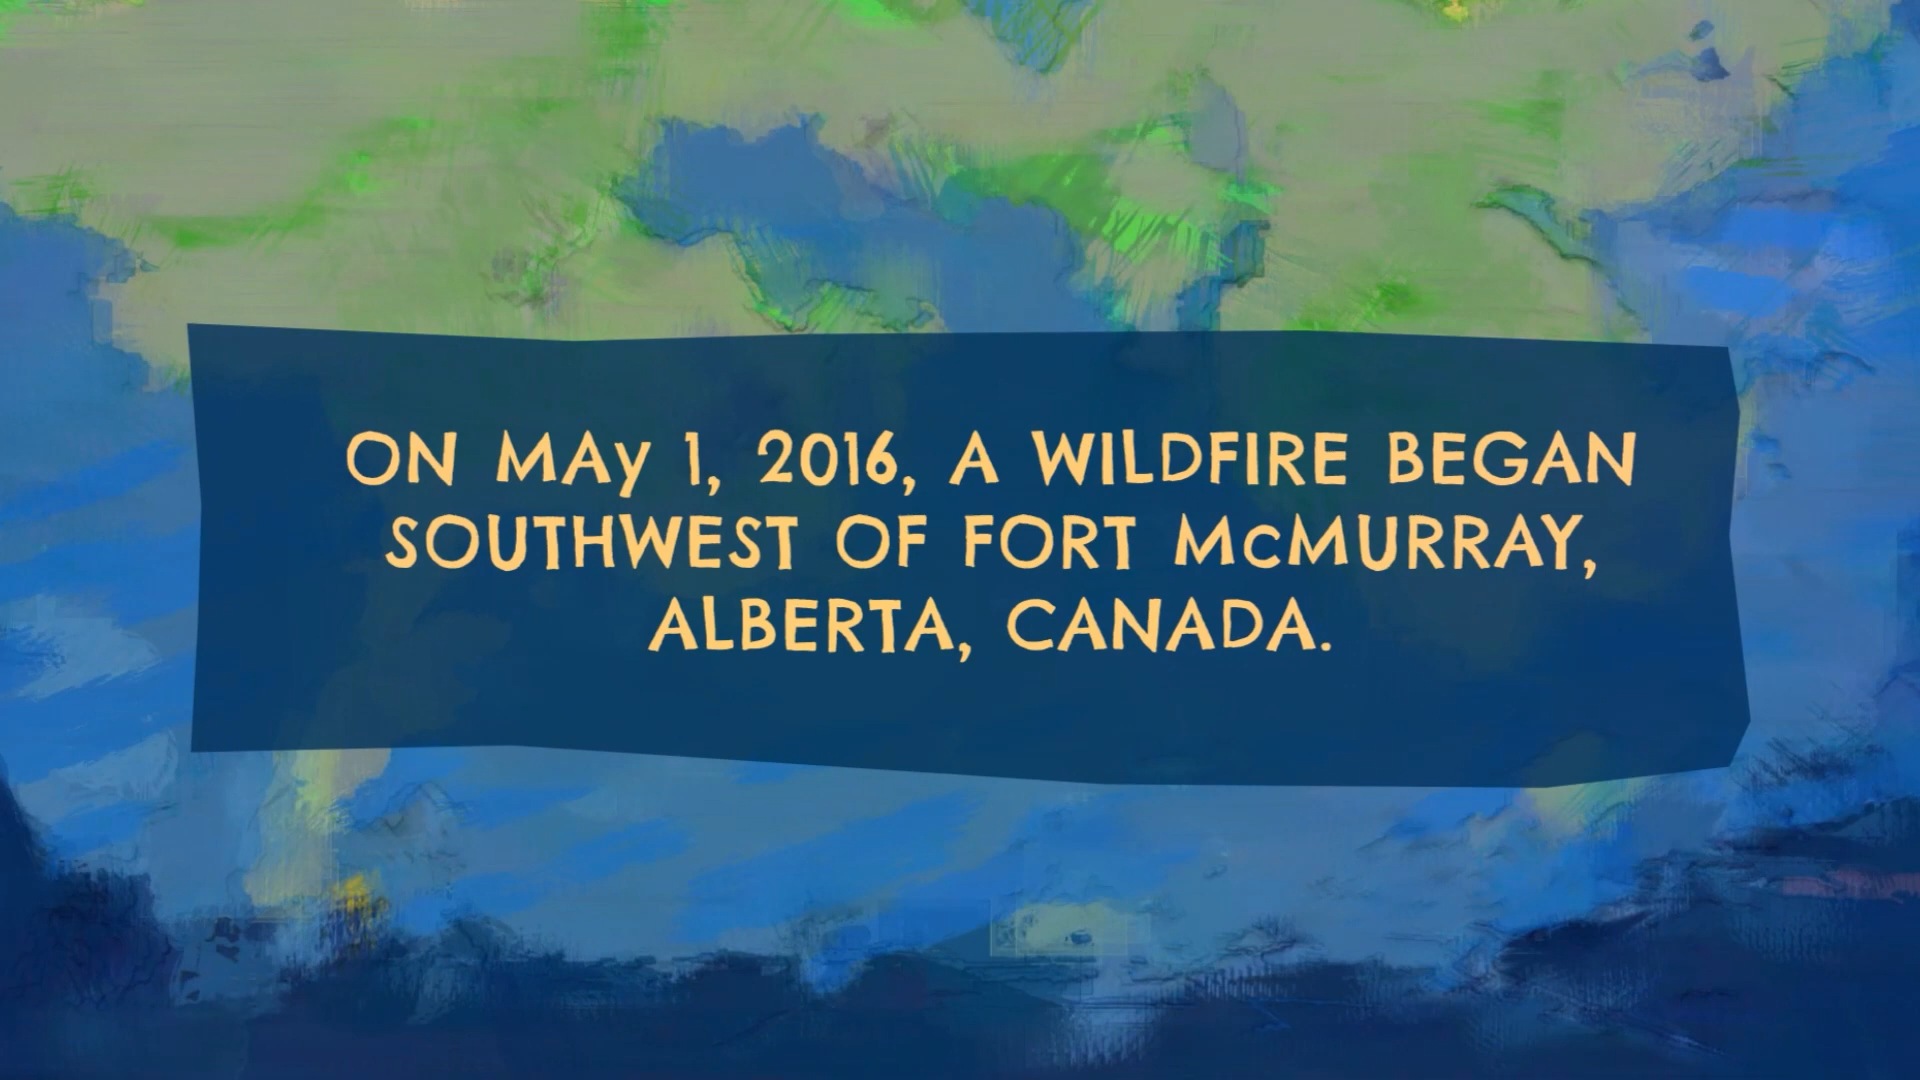 ON MAy 1, 2016, A WILDFIRE BEGAN
SOUTHWEST OF FORT McMURRAY,
ALBERTA, CANADA.